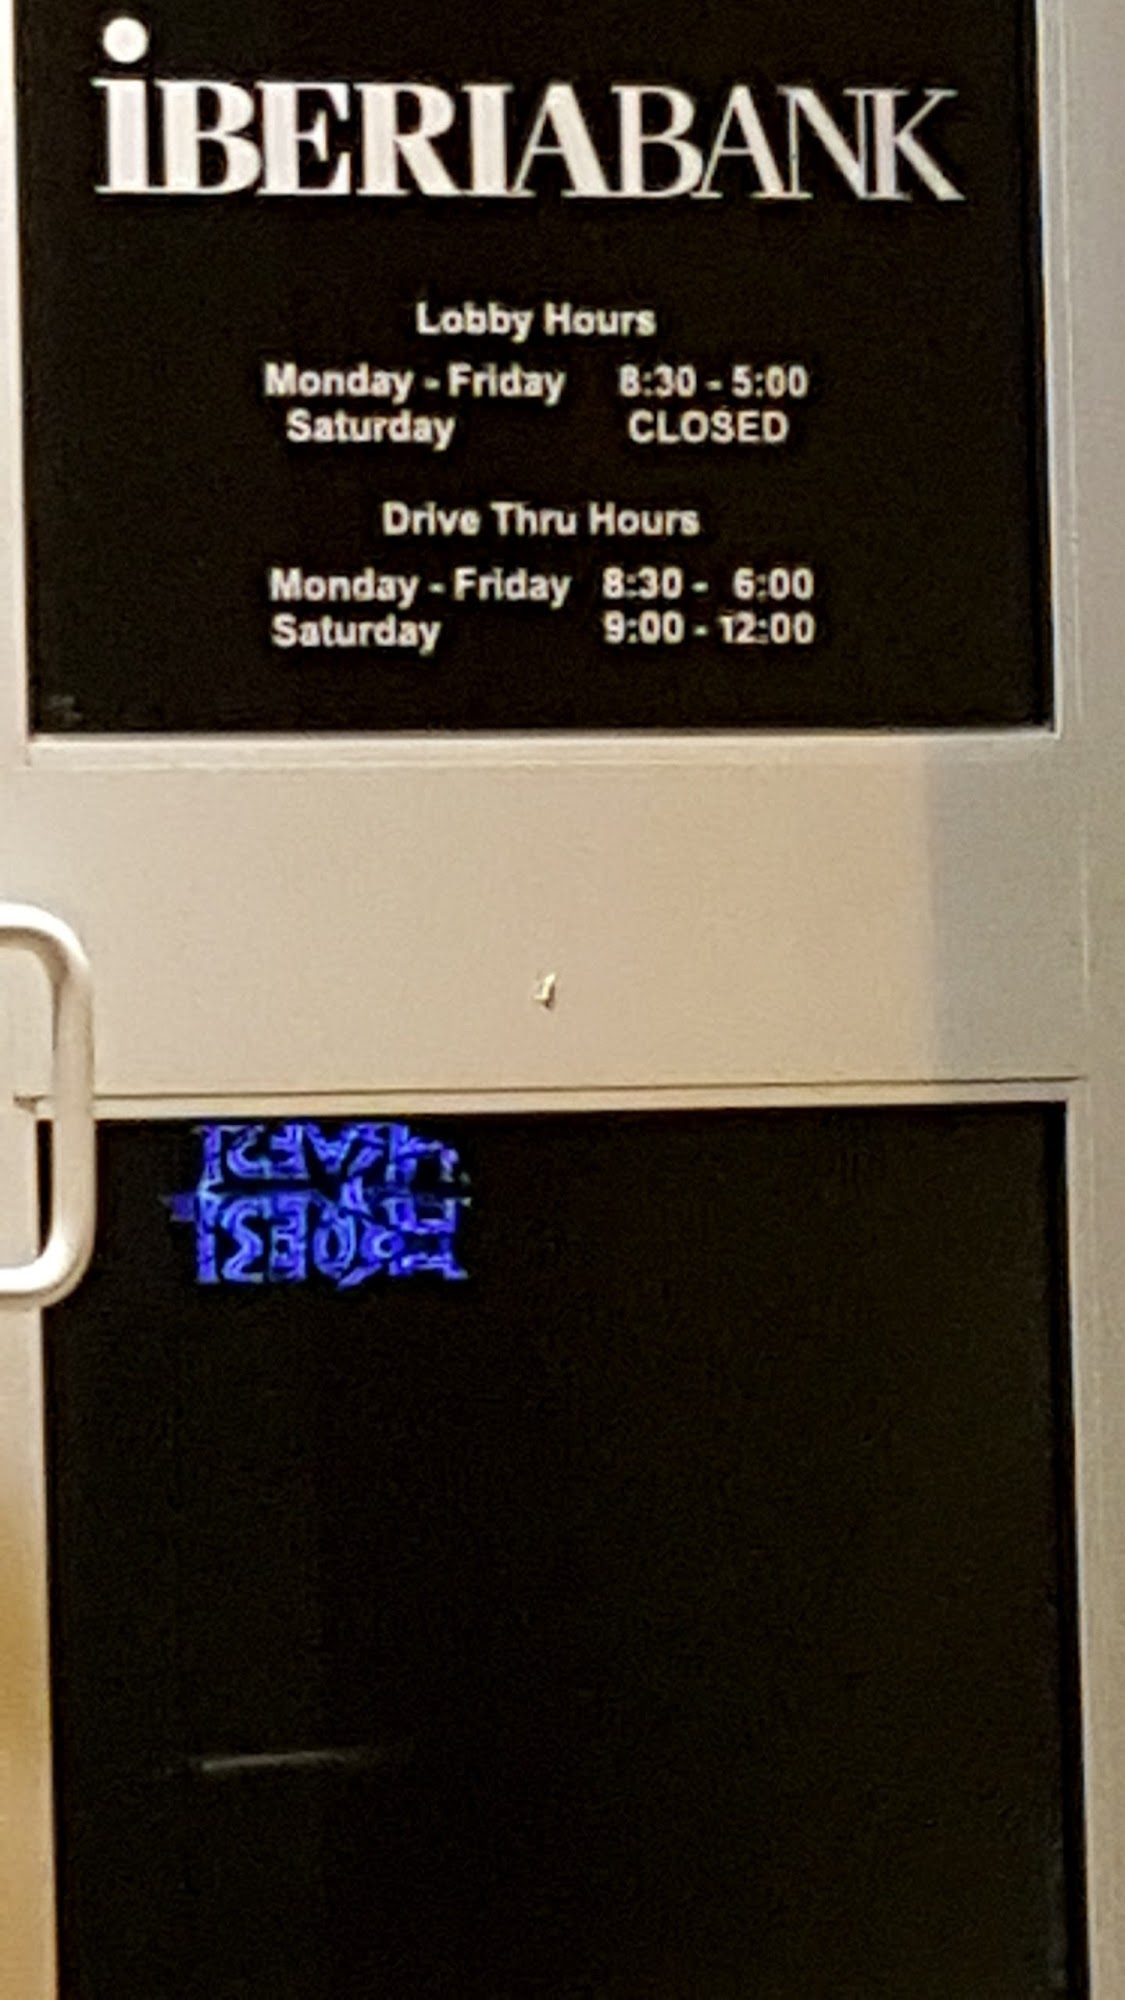 iBERIABANK
Lobby Hours
Monday - Friday 8:30 - 5:00
Saturday CLOSED
Drive Thru Hours
Monday - Friday 8:30 - 6:00
Saturday 9:00 - 12:00